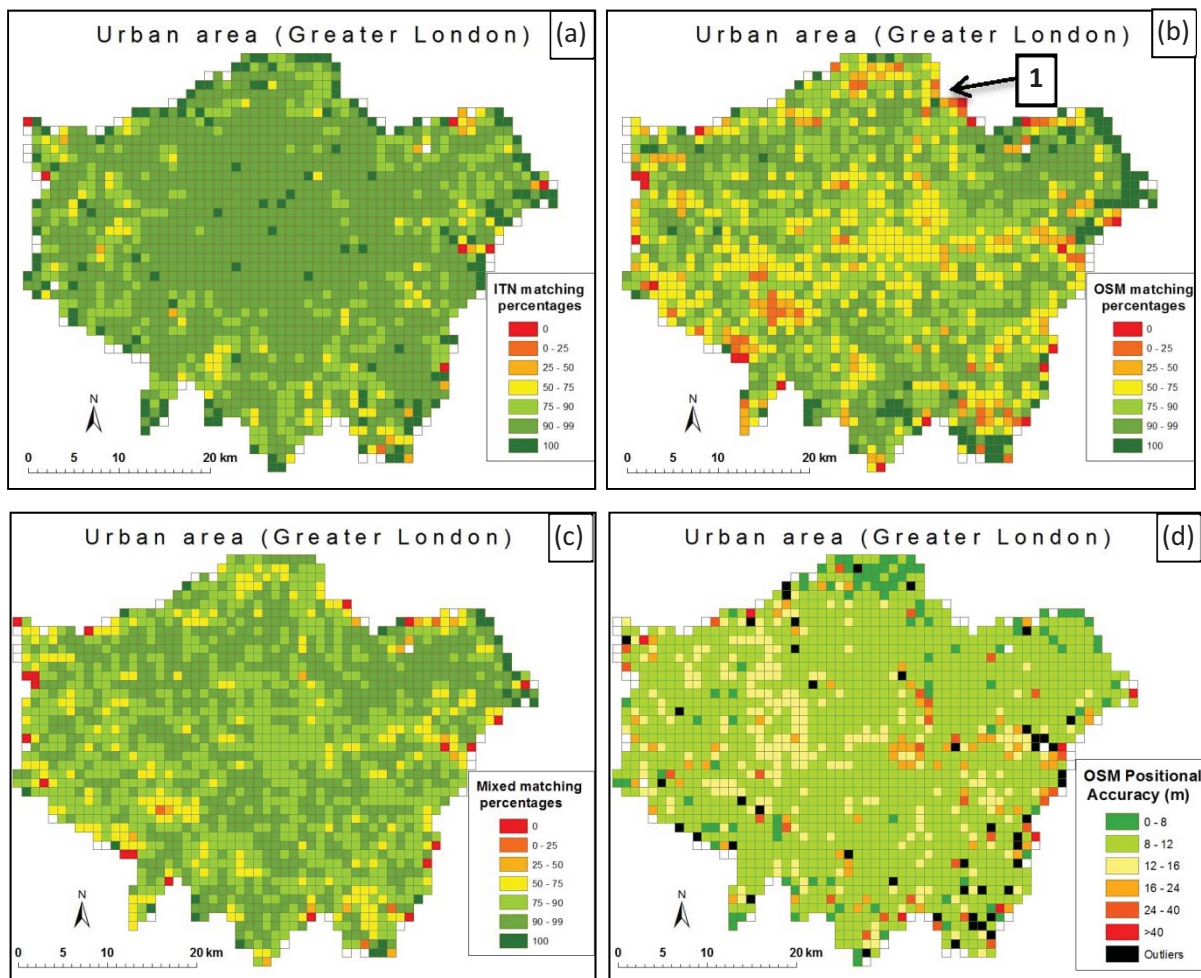 Urban area (Greater London)
(a)
ITN matching
percentages
0
0 - 25
25 - 50
50 - 75
75 - 90
90 - 99
100
N
0 5 10 20 km
Urban area (Greater London)
(b)
1
OSM matching
percentages
0
0 - 25
25 - 50
50 - 75
75 - 90
90 - 99
100
N
0 5 10 20 km
Urban area (Greater London)
(c)
Mixed matching
percentages
0
0 - 25
25 - 50
50 - 75
75 - 90
90 - 99
100
N
0 5 10 20 km
Urban area (Greater London)
(d)
OSM Positional
Accuracy (m)
0 - 8
8 - 12
12 - 16
16 - 24
24 - 40
>40
Outliers
N
0 5 10 20 km